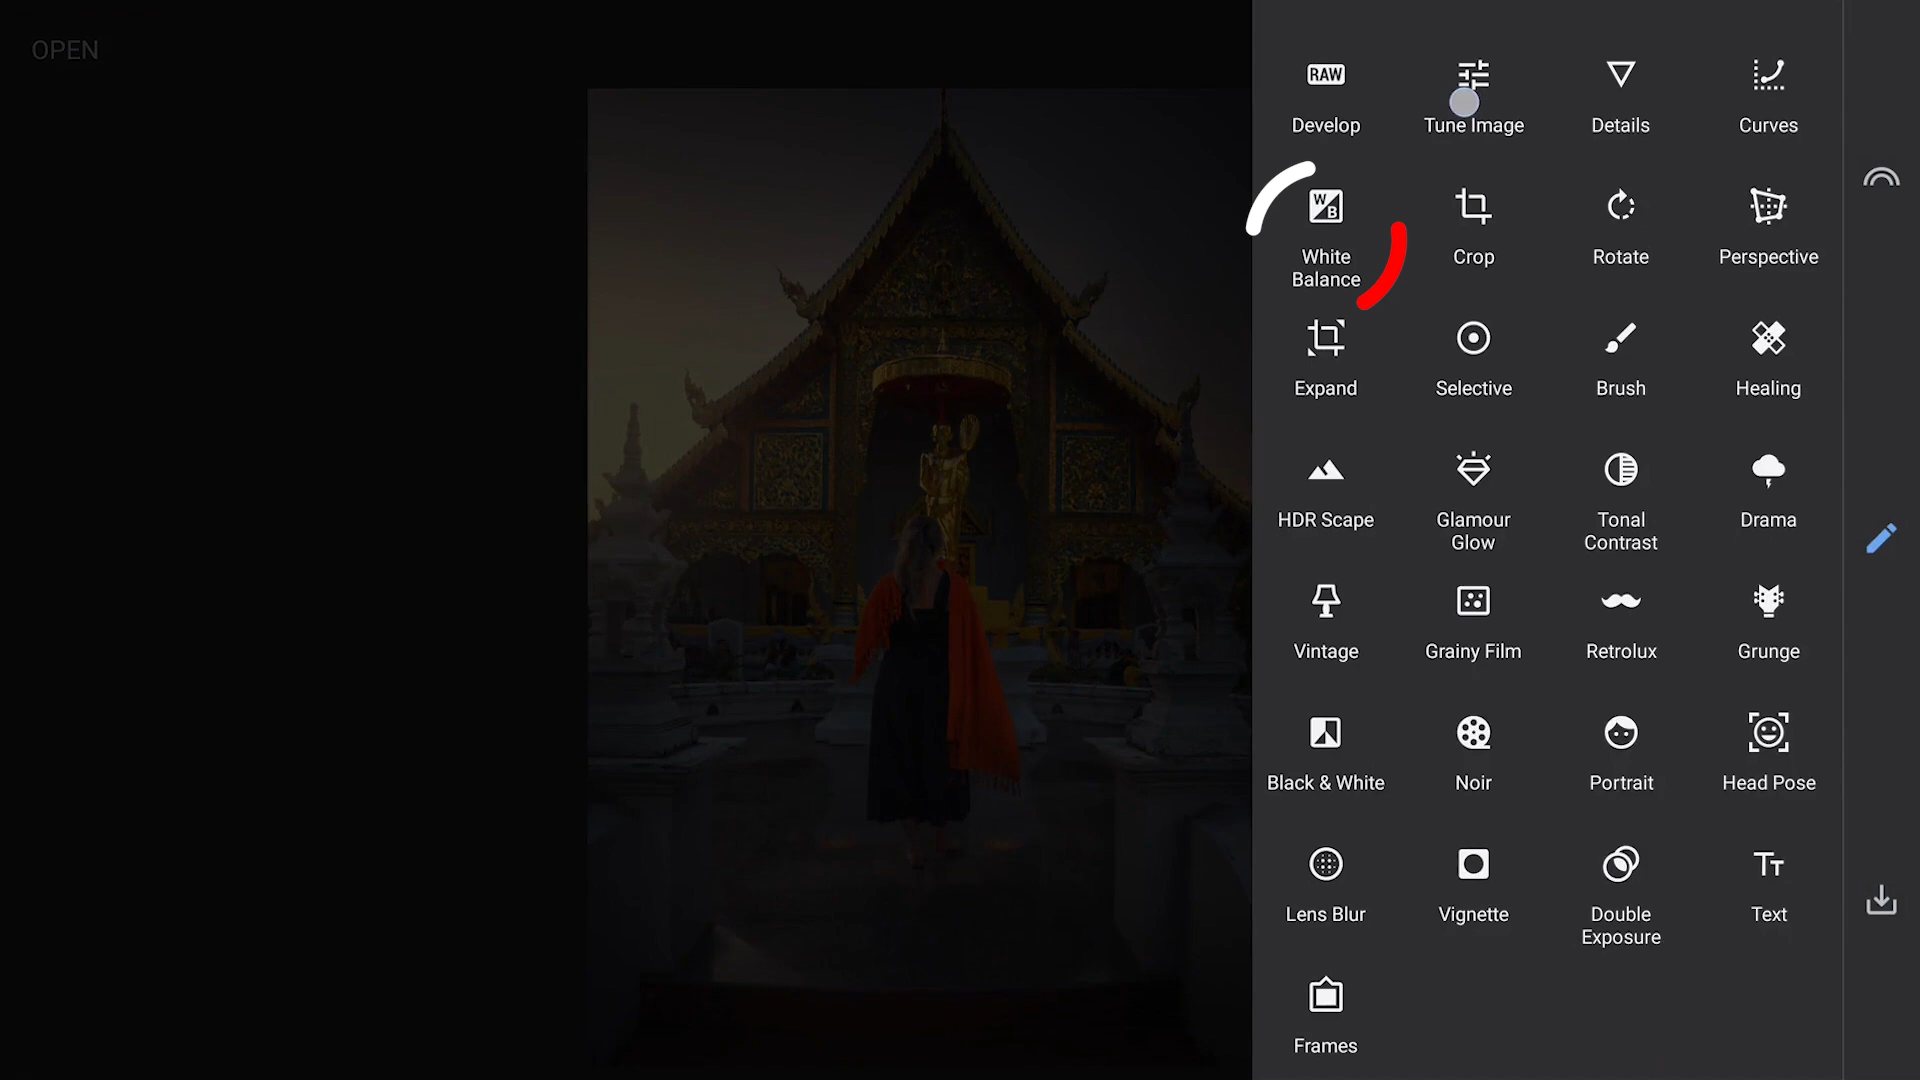 OPEN
RAW
Develop
Tune Image
Details
Curves
W
B
White
Balance
Crop
Rotate
Perspective
Expand
Selective
Brush
Healing
HDR Scape
Glamour
Glow
Tonal
Contrast
Drama
Vintage
Grainy Film
Retrolux
Grunge
Black & White
Noir
Portrait
Head Pose
Lens Blur
Vignette
Double
Exposure
TT
Text
Frames